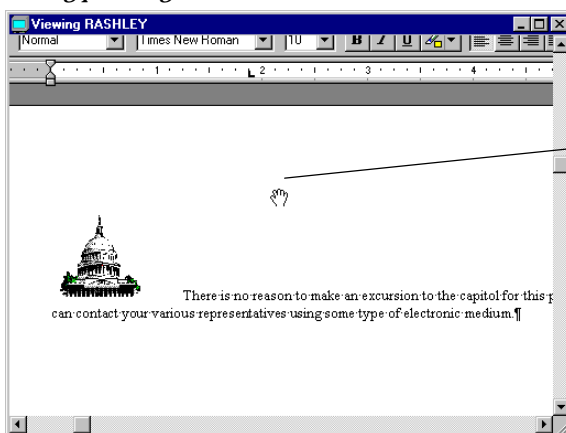 Viewing RASHLEY
Normal Times New Roman 10 B I U
2 3 4
There is no reason to make an excursion to the capitol for this p
can contact your various representatives using some type of electronic medium.¶